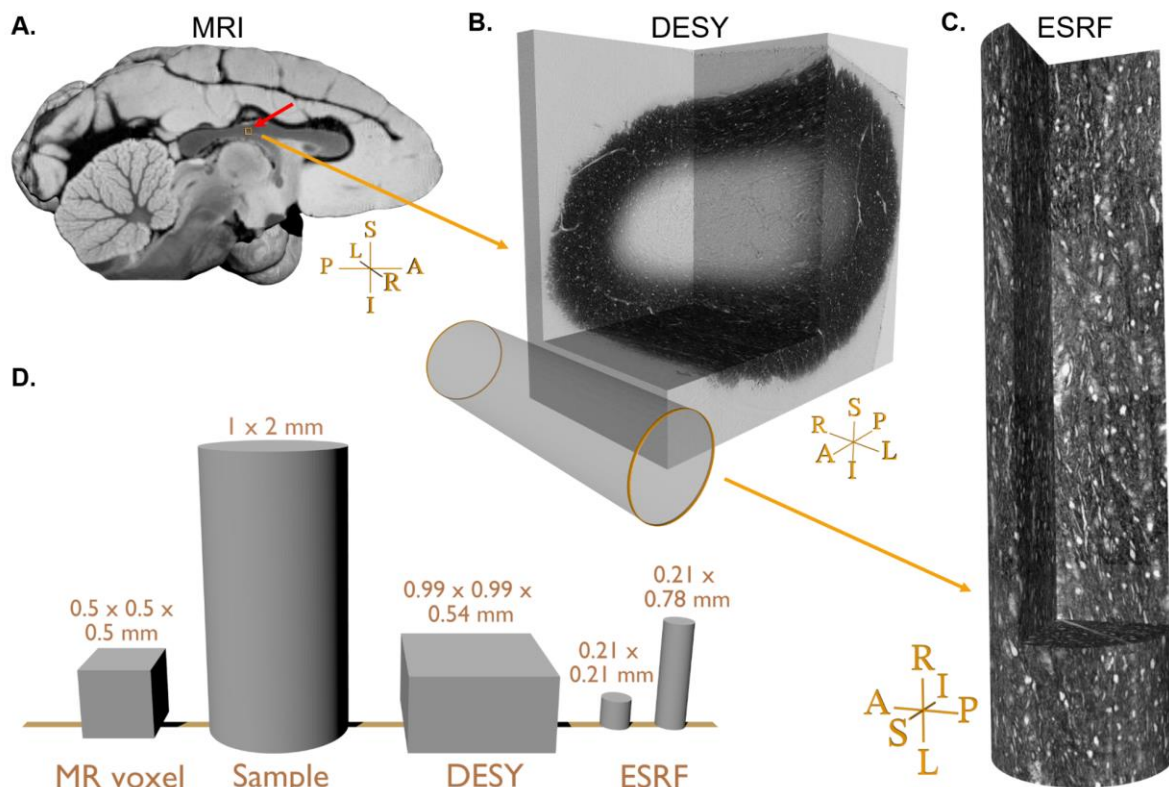 A.
MRI
S
L
P
A
R
I
B.
DESY
S
R
P
A
L
I
C.
ESRF
R
I
A
P
S
L
D.
1 x 2 mm
0.5 x 0.5 x
0.5 mm
0.99 x 0.99 x
0.54 mm
0.21 x
0.21 mm
0.21 x
0.78 mm
MR voxel
Sample
DESY
ESRF